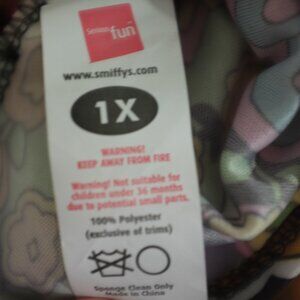 Serious
fun
www.smiffys.com
1X
WARNING!
KEEP AWAY FROM FIRE
Warning! Not suitable for
children under 36 months
due to potential small parts.
100% Polyester
(exclusive of trims)
Sponge Clean Only
Made in China